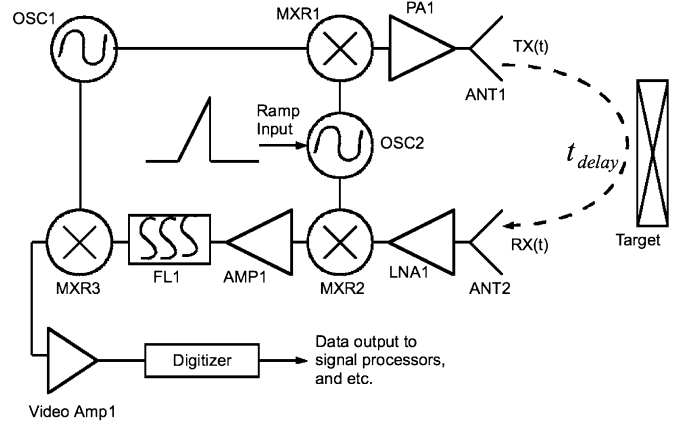 OSC1
MXR1
PA1
TX(t)
ANT1
Ramp
Input
OSC2
t delay
RX(t)
Target
MXR3
FL1
AMP1
MXR2
LNA1
ANT2
Digitizer
Data output to
signal processors,
and etc.
Video Amp1